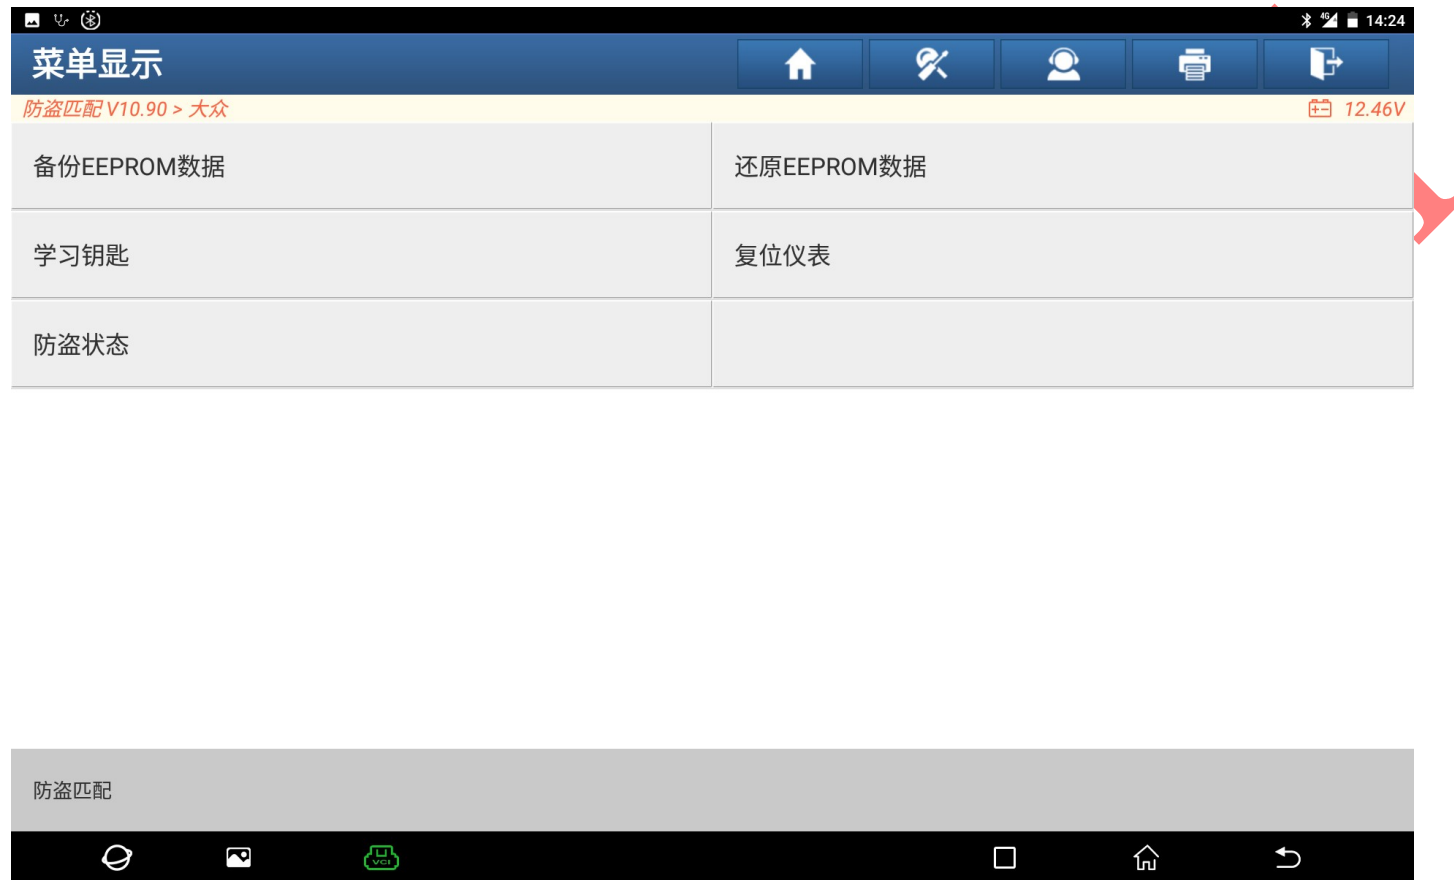 4G 14:24
菜单显示
防盗匹配 V10.90 > 大众 12.46V
备份EEPROM数据 还原EEPROM数据
学习钥匙 复位仪表
防盗状态
防盗匹配
VCI